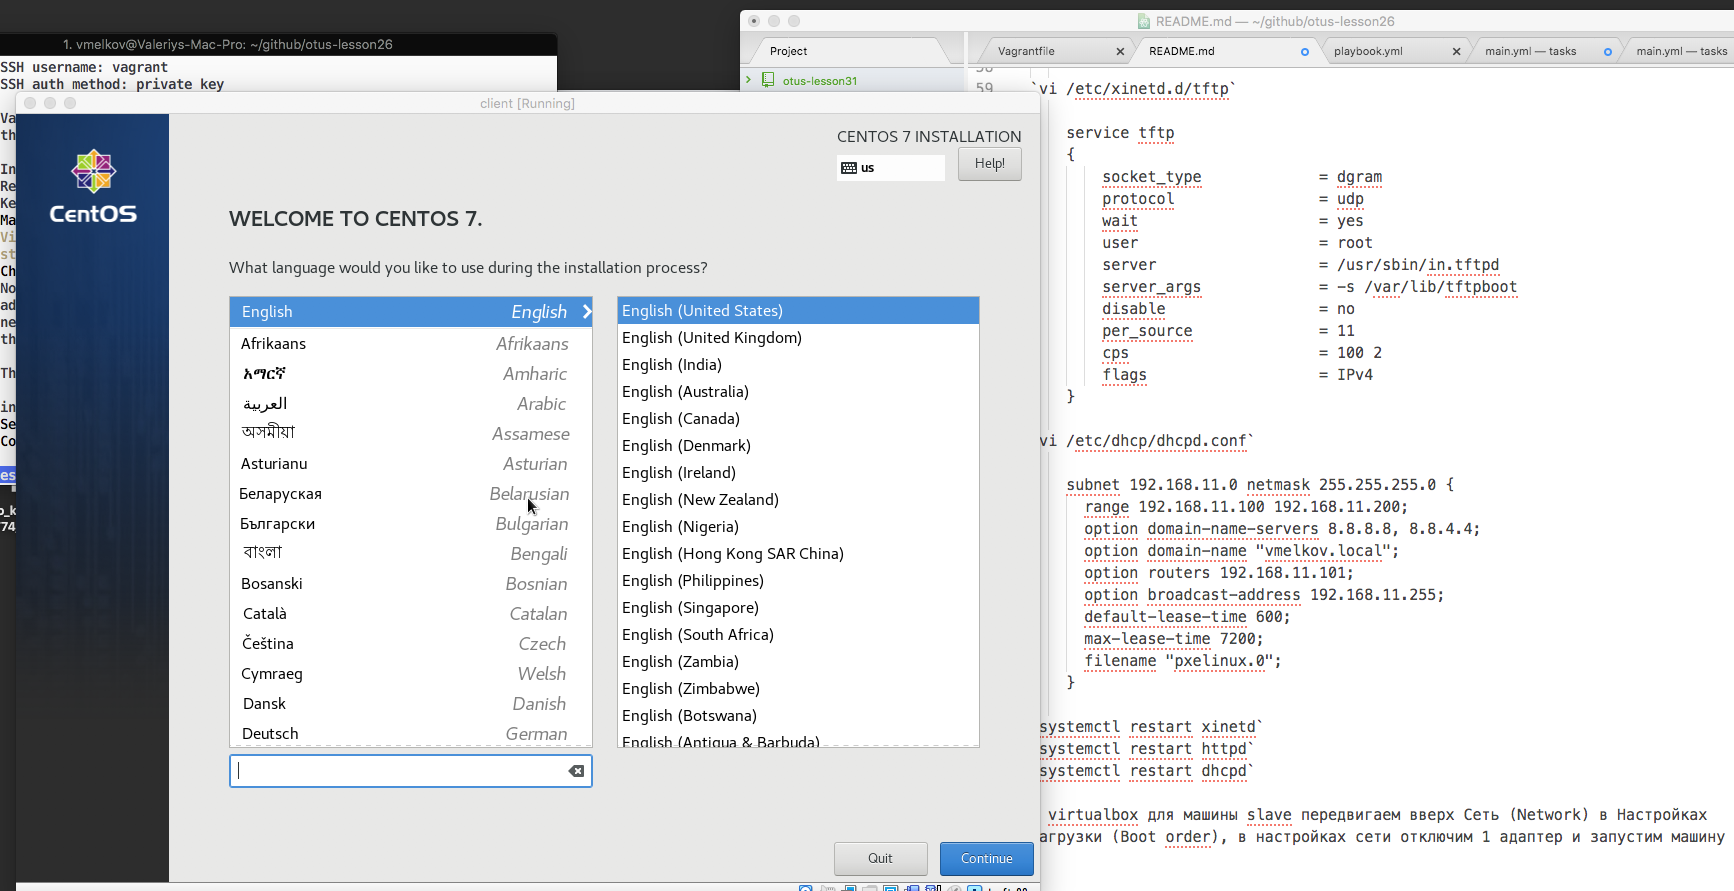 1. vmelkov@Valeriys-Mac-Pro: ~/github/otus-lesson26
SSH username: vagrant
SSH auth method: private key
Va
th
In
Re
Ke
Ma
Vi
st
Ch
No
ad
ne
th
Th
in
Se
Co
es
o_k
74
client [Running]
CentOS
CENTOS 7 INSTALLATION
us
Help!
WELCOME TO CENTOS 7.
What language would you like to use during the installation process?
English English
Afrikaans Afrikaans
አማርኛ Amharic
العربية Arabic
অসমীয়া Assamese
Asturianu Asturian
Беларуская Belarusian
Български Bulgarian
বাংলা Bengali
Bosanski Bosnian
Català Catalan
Čeština Czech
Cymraeg Welsh
Dansk Danish
Deutsch German
English (United States)
English (United Kingdom)
English (India)
English (Australia)
English (Canada)
English (Denmark)
English (Ireland)
English (New Zealand)
English (Nigeria)
English (Hong Kong SAR China)
English (Philippines)
English (Singapore)
English (South Africa)
English (Zambia)
English (Zimbabwe)
English (Botswana)
English (Antigua & Barbuda)
Quit
Continue
README.md — ~/github/otus-lesson26
Project
Vagrantfile
README.md
playbook.yml
main.yml — tasks
main.yml — tasks
otus-lesson31
58
59 `vi /etc/xinetd.d/tftp`
service tftp
{
socket_type = dgram
protocol = udp
wait = yes
user = root
server = /usr/sbin/in.tftpd
server_args = -s /var/lib/tftpboot
disable = no
per_source = 11
cps = 100 2
flags = IPv4
}
vi /etc/dhcp/dhcpd.conf`
subnet 192.168.11.0 netmask 255.255.255.0 {
range 192.168.11.100 192.168.11.200;
option domain-name-servers 8.8.8.8, 8.8.4.4;
option domain-name "vmelkov.local";
option routers 192.168.11.101;
option broadcast-address 192.168.11.255;
default-lease-time 600;
max-lease-time 7200;
filename "pxelinux.0";
}
systemctl restart xinetd`
systemctl restart httpd`
systemctl restart dhcpd`
virtualbox для машины slave передвигаем вверх Сеть (Network) в Настройках
агрузки (Boot order), в настройках сети отключим 1 адаптер и запустим машину